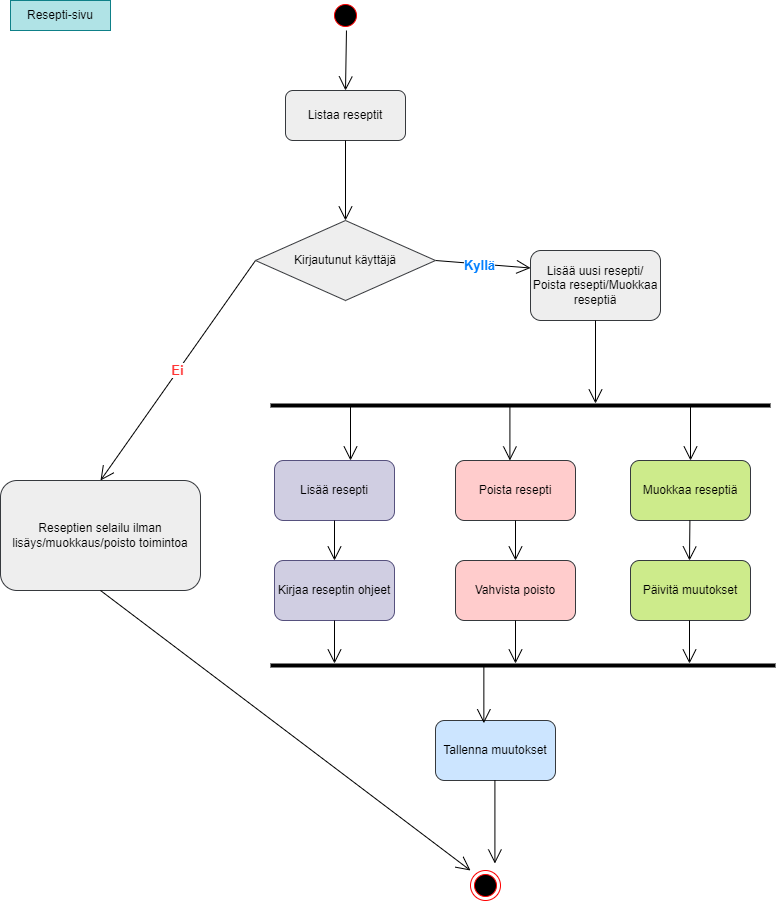 Resepti-sivu
Listaa reseptit
Kirjautunut käyttäjä
Kyllä
Lisää uusi resepti/
Poista resepti/Muokkaa
reseptiä
Ei
Lisää resepti
Poista resepti
Muokkaa reseptiä
Reseptien selailu ilman
lisäys/muokkaus/poisto toimintoa
Kirjaa reseptin ohjeet
Vahvista poisto
Päivitä muutokset
Tallenna muutokset